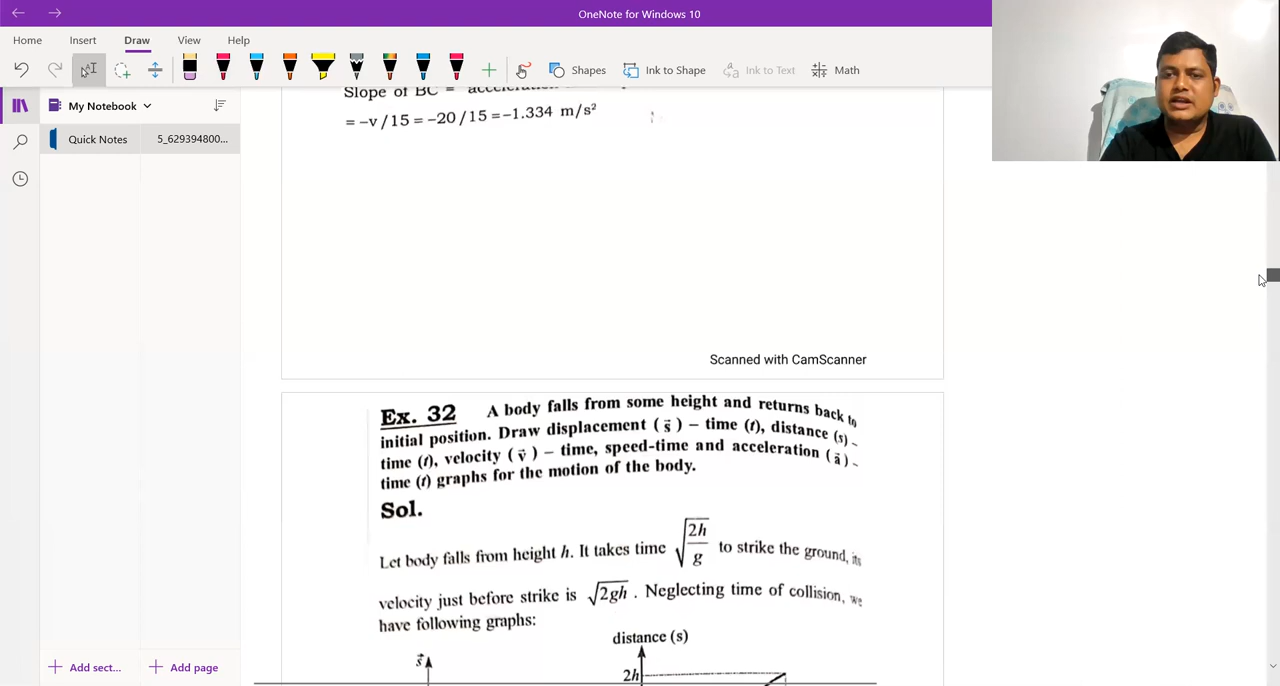 OneNote for Windows 10
Home Insert Draw View Help
Shapes Ink to Shape Ink to Text Math
My Notebook
Quick Notes 5_629394800...
Slope of BC =
= –v / 15 = –20 / 15 = –1.334 m/s²
Scanned with CamScanner
Ex. 32 A body falls from some height and returns back to
initial position. Draw displacement (s⃗) – time (t), distance (s) –
time (t), velocity (v⃗) – time, speed-time and acceleration (a⃗) –
time (t) graphs for the motion of the body.
Sol.
Let body falls from height h. It takes time √(2h/g) to strike the ground, its
velocity just before strike is √2gh . Neglecting time of collision, we
have following graphs:
distance (s)
s⃗
2h
Add sect... Add page